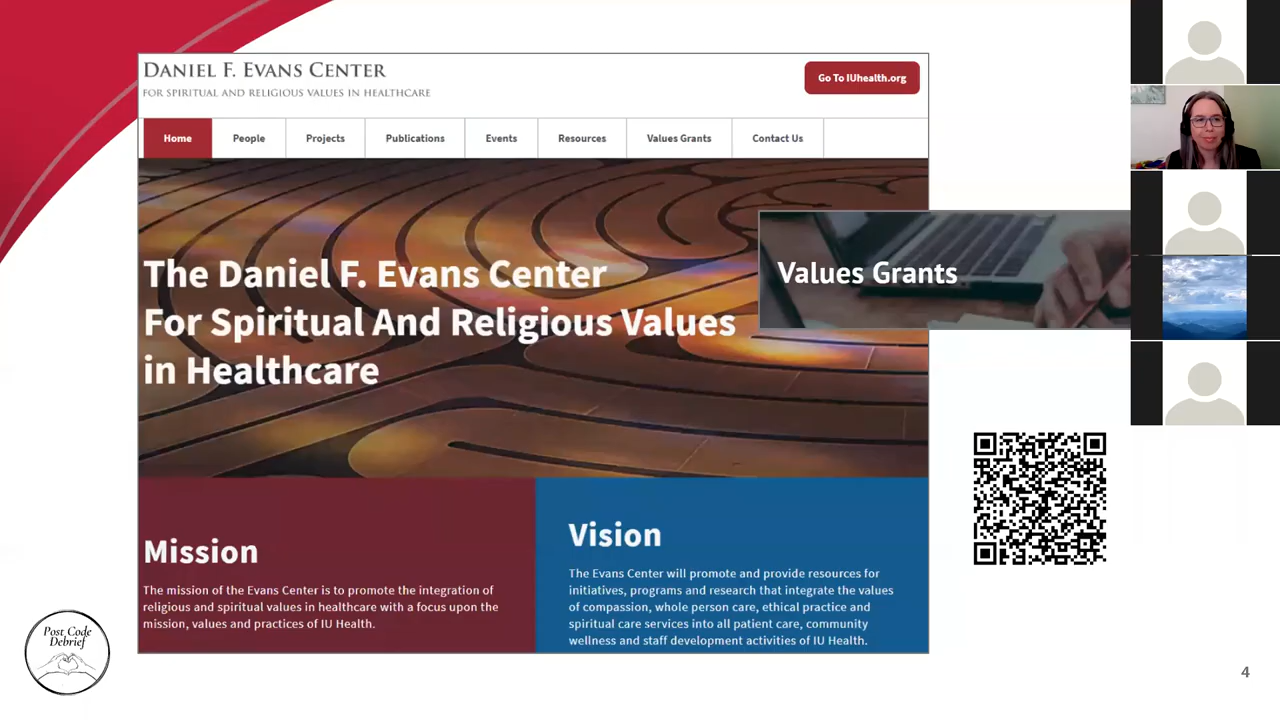 DANIEL F. EVANS CENTER
FOR SPIRITUAL AND RELIGIOUS VALUES IN HEALTHCARE
Go To IUhealth.org
Home People Projects Publications Events Resources Values Grants Contact Us
The Daniel F. Evans Center
For Spiritual And Religious Values
in Healthcare
Values Grants
Mission
The mission of the Evans Center is to promote the integration of
religious and spiritual values in healthcare with a focus upon the
mission, values and practices of IU Health.
Vision
The Evans Center will promote and provide resources for
initiatives, programs and research that integrate the values
of compassion, whole person care, ethical practice and
spiritual care services into all patient care, community
wellness and staff development activities of IU Health.
Post Code
Debrief
4